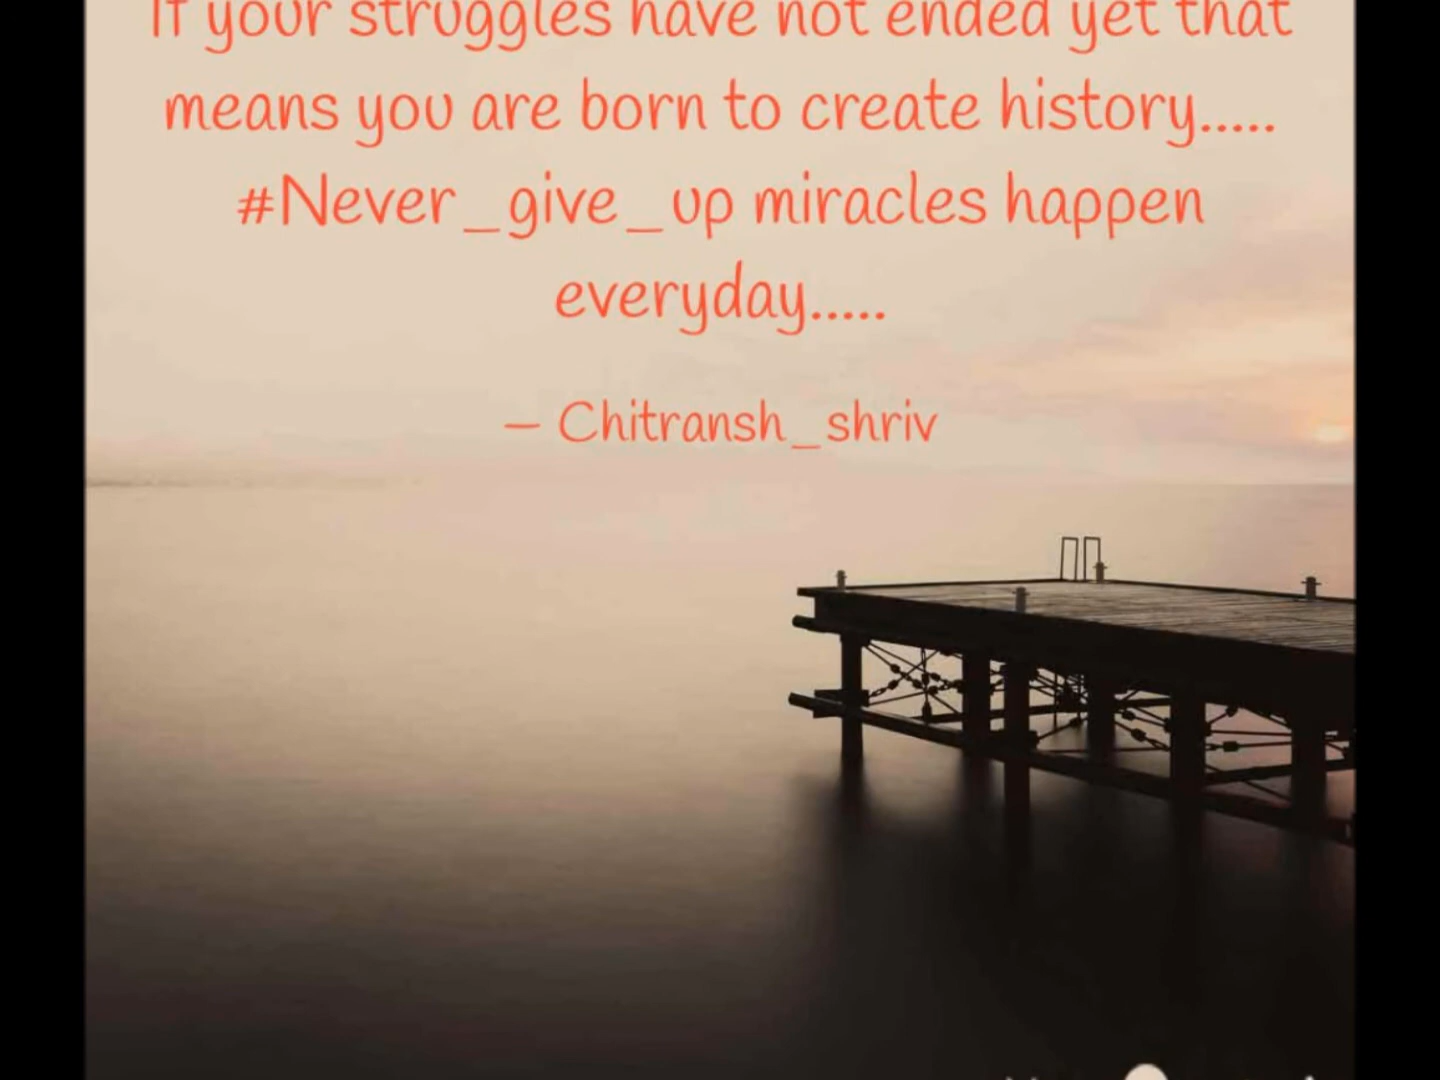 If your struggles have not ended yet that
means you are born to create history.....
#Never_give_up miracles happen
everyday.....
– Chitransh_shriv